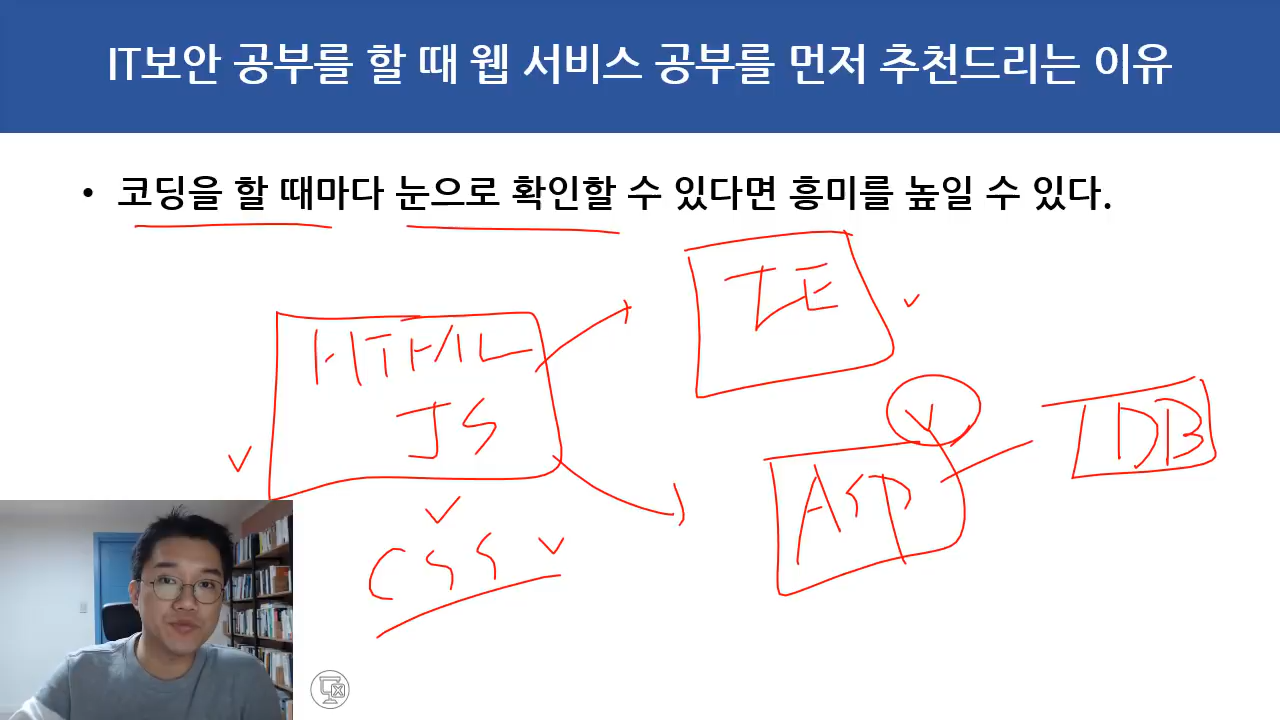 IT보안 공부를 할 때 웹 서비스 공부를 먼저 추천드리는 이유
• 코딩을 할 때마다 눈으로 확인할 수 있다면 흥미를 높일 수 있다.
IE
HTML
JS
DB
ASP
CSS